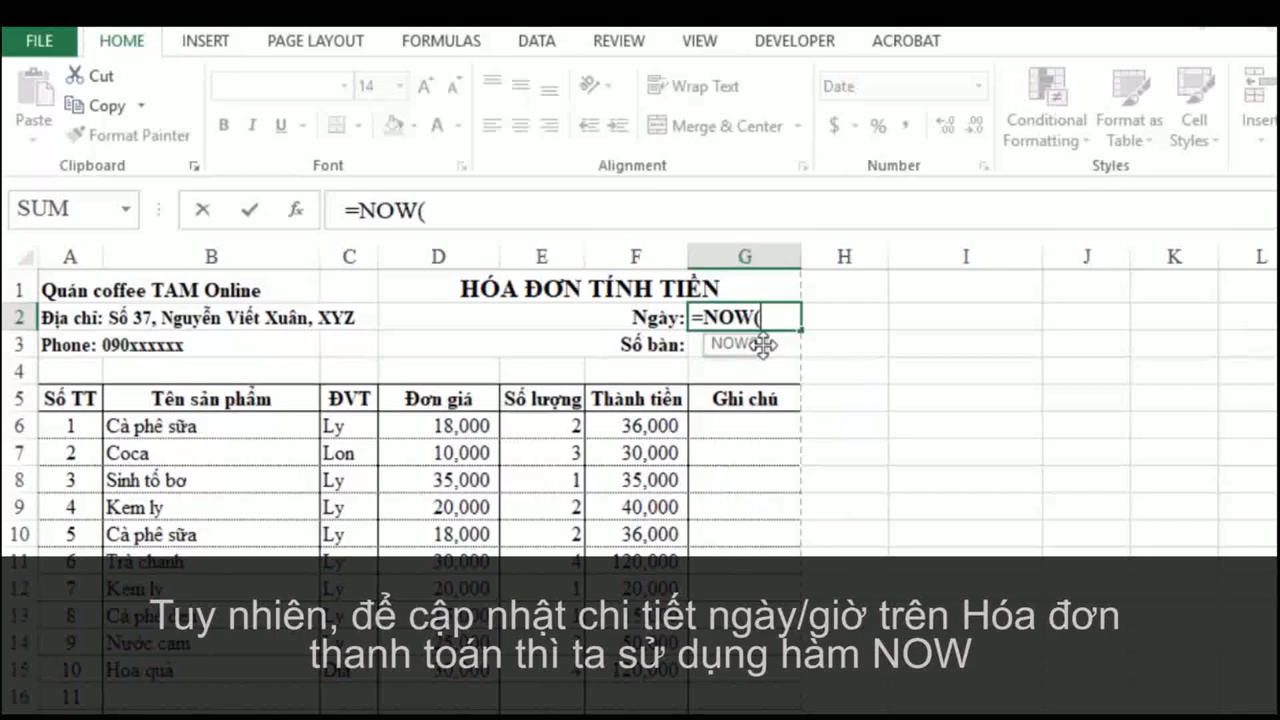 FILE HOME INSERT PAGE LAYOUT FORMULAS DATA REVIEW VIEW DEVELOPER ACROBAT
Cut
Copy
Format Painter
Paste
Clipboard
14
Font
Wrap Text
Merge & Center
Alignment
Date
$ % ,
Number
Conditional Formatting
Format as Table
Cell Styles
Styles
Inser
SUM fx =NOW(
A B C D E F G H I J K L
1 Quán coffee TAM Online HÓA ĐƠN TÍNH TIỀN
2 Địa chỉ: Số 37, Nguyễn Viết Xuân, XYZ Ngày: =NOW(
3 Phone: 090xxxxxx Số bàn: NOW(
4
5 Số TT Tên sản phẩm ĐVT Đơn giá Số lượng Thành tiền Ghi chú
6 1 Cà phê sữa Ly 18,000 2 36,000
7 2 Coca Lon 10,000 3 30,000
8 3 Sinh tố bơ Ly 35,000 1 35,000
9 4 Kem ly Ly 20,000 2 40,000
10 5 Cà phê sữa Ly 18,000 2 36,000
11 6 Trà chanh Ly 30,000 4 120,000
12 7 Kem ly Ly 20,000 1 20,000
13 8 Cà phê
14 9 Nước cam
15 10 Hoa quả Dĩa 30,000 4 120,000
16 11
Tuy nhiên, để cập nhật chi tiết ngày/giờ trên Hóa đơn
thanh toán thì ta sử dụng hàm NOW